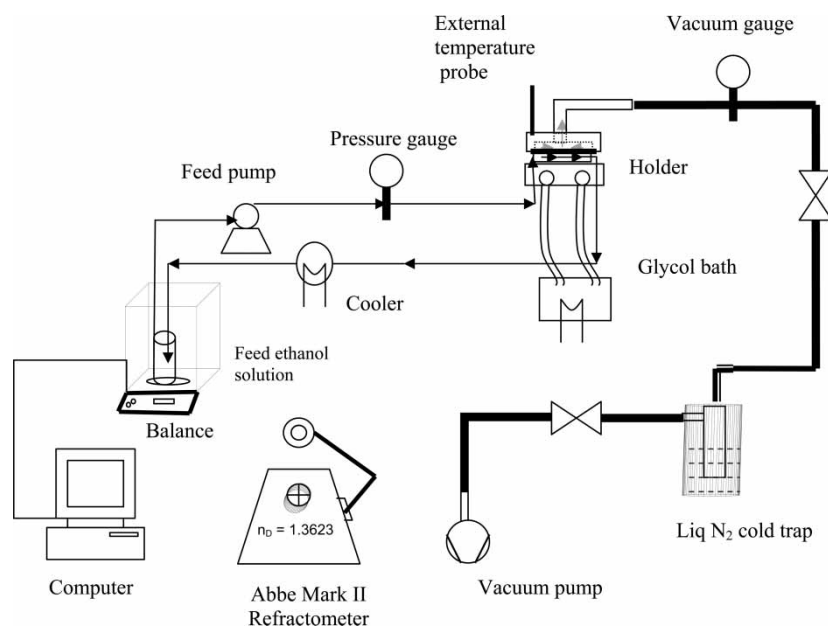 External
temperature
probe
Vacuum gauge
Pressure gauge
Feed pump
Holder
Glycol bath
Cooler
Feed ethanol
solution
Balance
n_D = 1.3623
Liq N₂ cold trap
Computer
Abbe Mark II
Refractometer
Vacuum pump